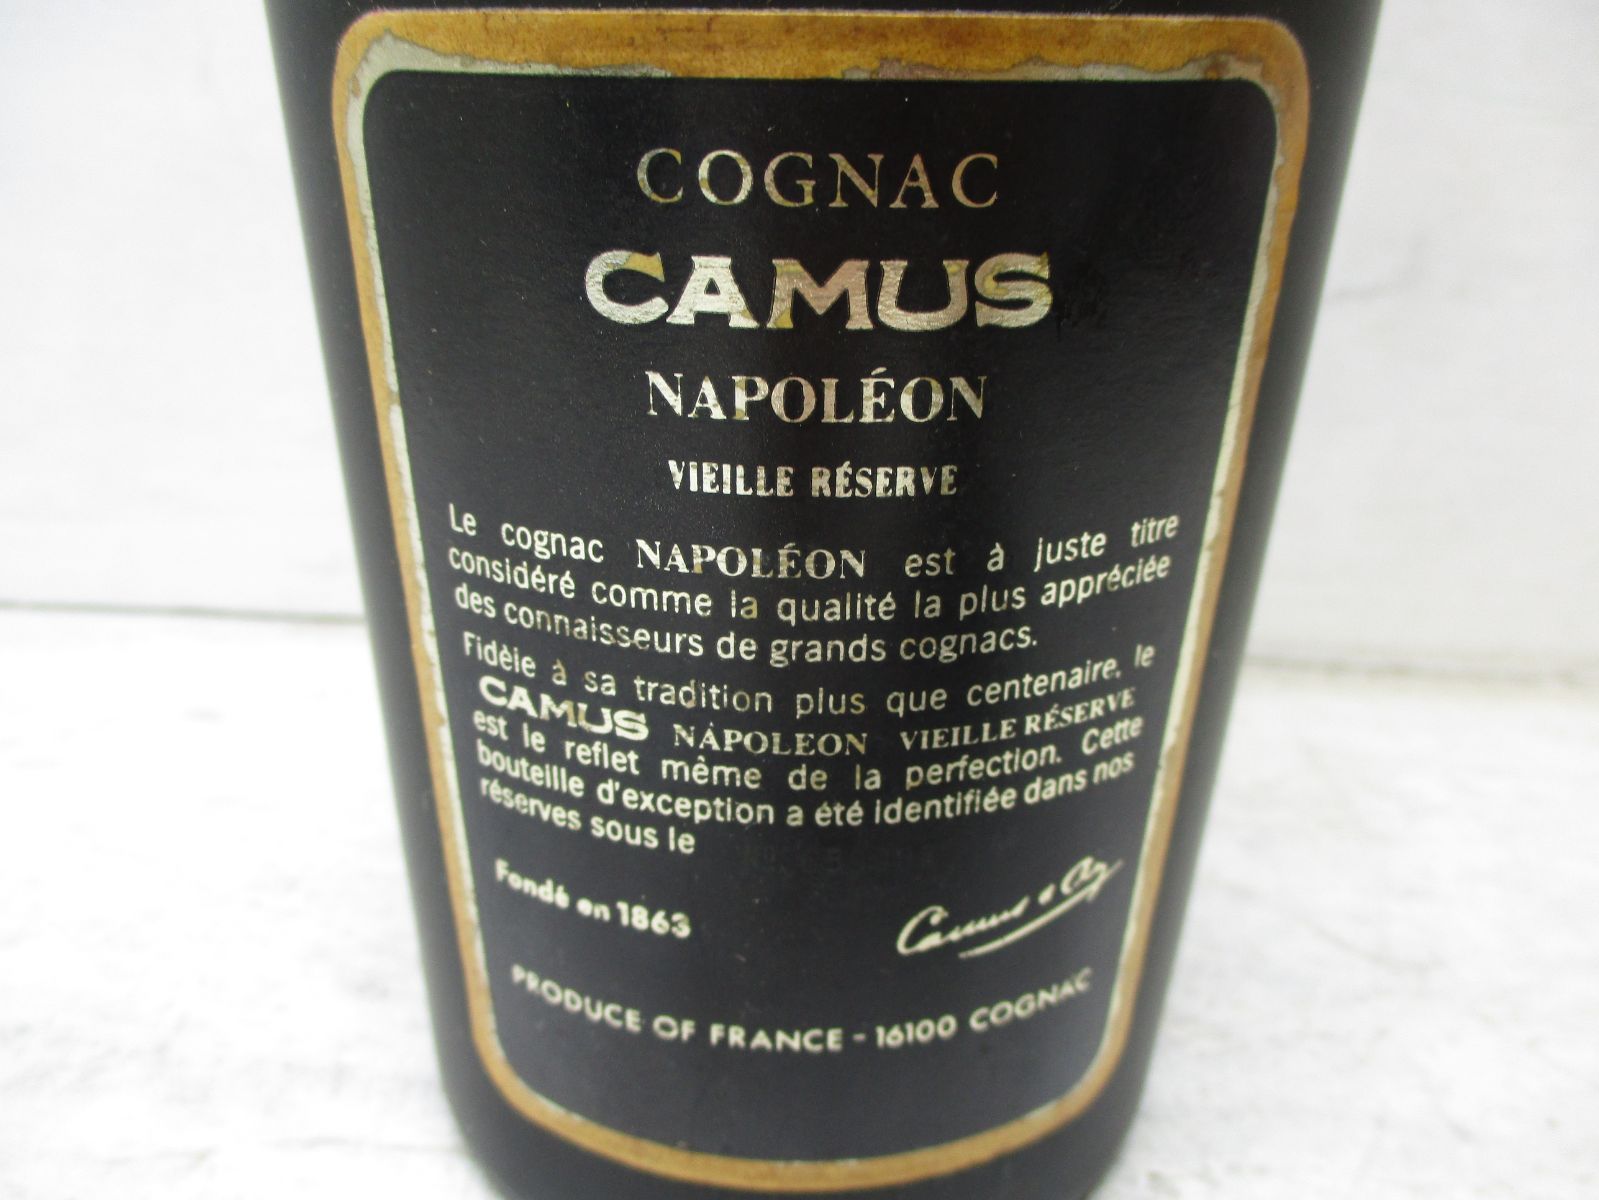 COGNAC
CAMUS
NAPOLÉON
VIEILLE RÉSERVE
Le cognac NAPOLÉON est à juste titre
considéré comme la qualité la plus appréciée
des connaisseurs de grands cognacs.
Fidèle à sa tradition plus que centenaire, le
CAMUS NAPOLEON VIEILLE RÉSERVE
est le reflet même de la perfection. Cette
bouteille d'exception a été identifiée dans nos
réserves sous le
Fondé en 1863
Camus & Co
PRODUCE OF FRANCE - 16100 COGNAC